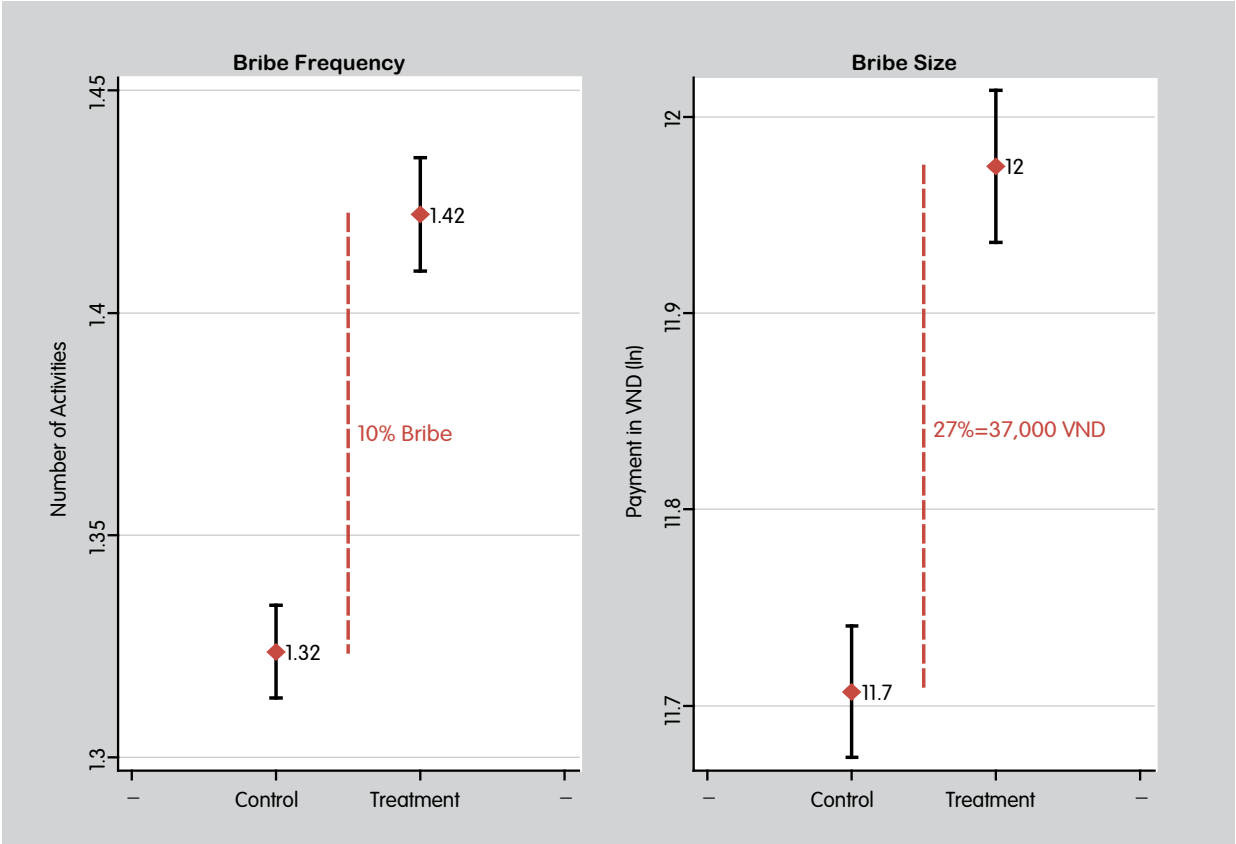 Bribe Frequency
Number of Activities
1.45
1.4
1.35
1.3
1.42
10% Bribe
1.32
–
Control
Treatment
–
Bribe Size
Payment in VND (ln)
12
11.9
11.8
11.7
12
27%=37,000 VND
11.7
–
Control
Treatment
–